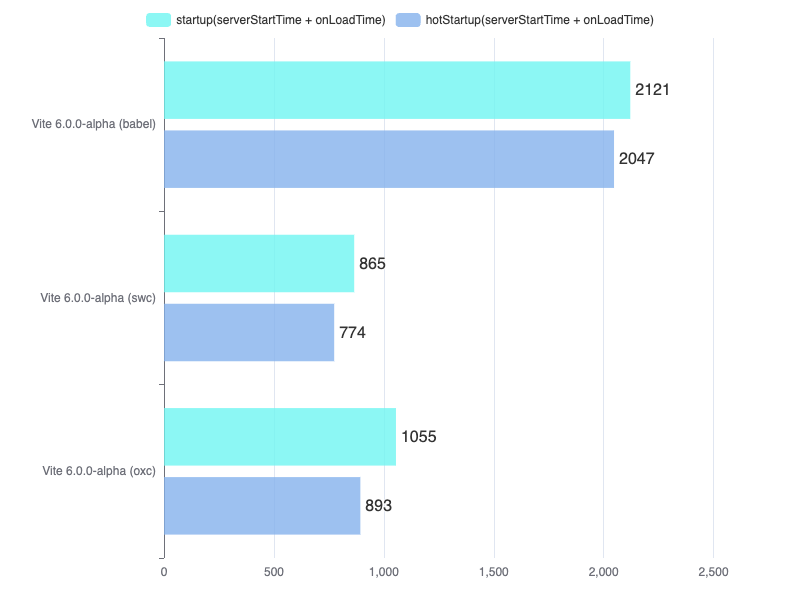 startup(serverStartTime + onLoadTime) hotStartup(serverStartTime + onLoadTime)
2121
Vite 6.0.0-alpha (babel)
2047
865
Vite 6.0.0-alpha (swc)
774
1055
Vite 6.0.0-alpha (oxc)
893
0 500 1,000 1,500 2,000 2,500